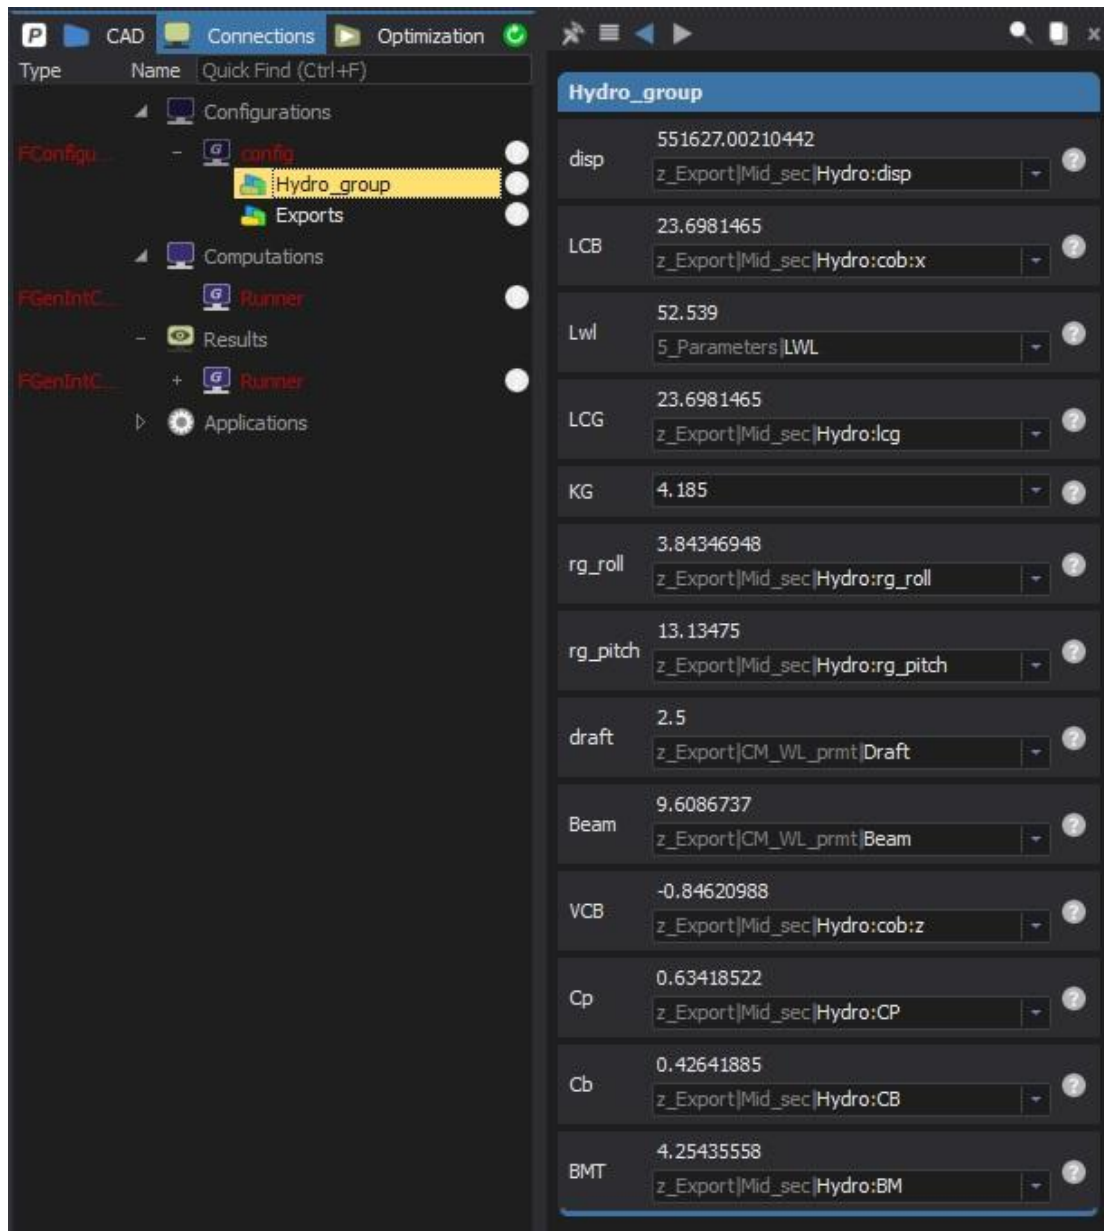 P CAD Connections Optimization
Type Name Quick Find (Ctrl+F)
Configurations
FConfigu... config
Hydro_group
Exports
Computations
FGenIntC... Runner
Results
FGenIntC... Runner
Applications
Hydro_group
disp
551627.00210442
z_Export|Mid_sec|Hydro:disp
LCB
23.6981465
z_Export|Mid_sec|Hydro:cob:x
Lwl
52.539
5_Parameters|LWL
LCG
23.6981465
z_Export|Mid_sec|Hydro:lcg
KG
4.185
rg_roll
3.84346948
z_Export|Mid_sec|Hydro:rg_roll
rg_pitch
13.13475
z_Export|Mid_sec|Hydro:rg_pitch
draft
2.5
z_Export|CM_WL_prmt|Draft
Beam
9.6086737
z_Export|CM_WL_prmt|Beam
VCB
-0.84620988
z_Export|Mid_sec|Hydro:cob:z
Cp
0.63418522
z_Export|Mid_sec|Hydro:CP
Cb
0.42641885
z_Export|Mid_sec|Hydro:CB
BMT
4.25435558
z_Export|Mid_sec|Hydro:BM